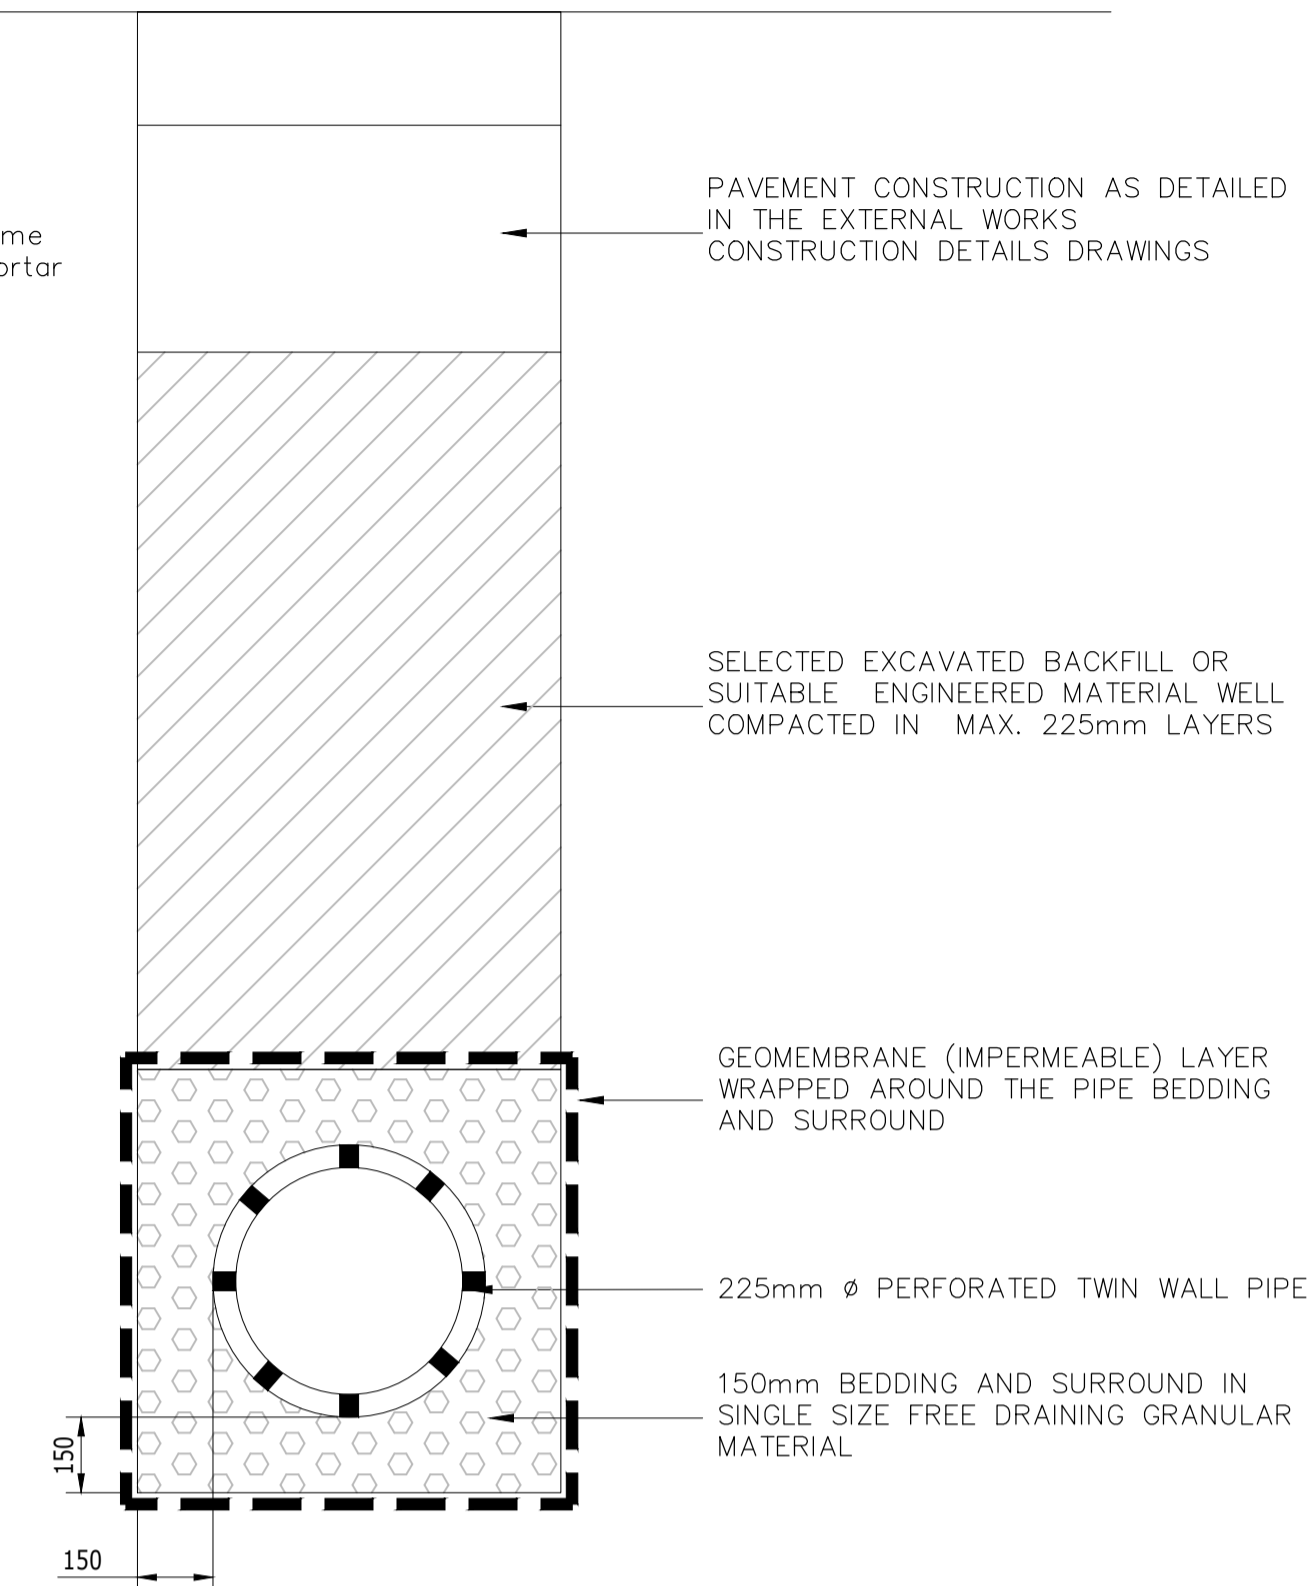 PAVEMENT CONSTRUCTION AS DETAILED
IN THE EXTERNAL WORKS
CONSTRUCTION DETAILS DRAWINGS
me
ortar
SELECTED EXCAVATED BACKFILL OR
SUITABLE ENGINEERED MATERIAL WELL
COMPACTED IN MAX. 225mm LAYERS
GEOMEMBRANE (IMPERMEABLE) LAYER
WRAPPED AROUND THE PIPE BEDDING
AND SURROUND
225mm ø PERFORATED TWIN WALL PIPE
150mm BEDDING AND SURROUND IN
SINGLE SIZE FREE DRAINING GRANULAR
MATERIAL
150
150